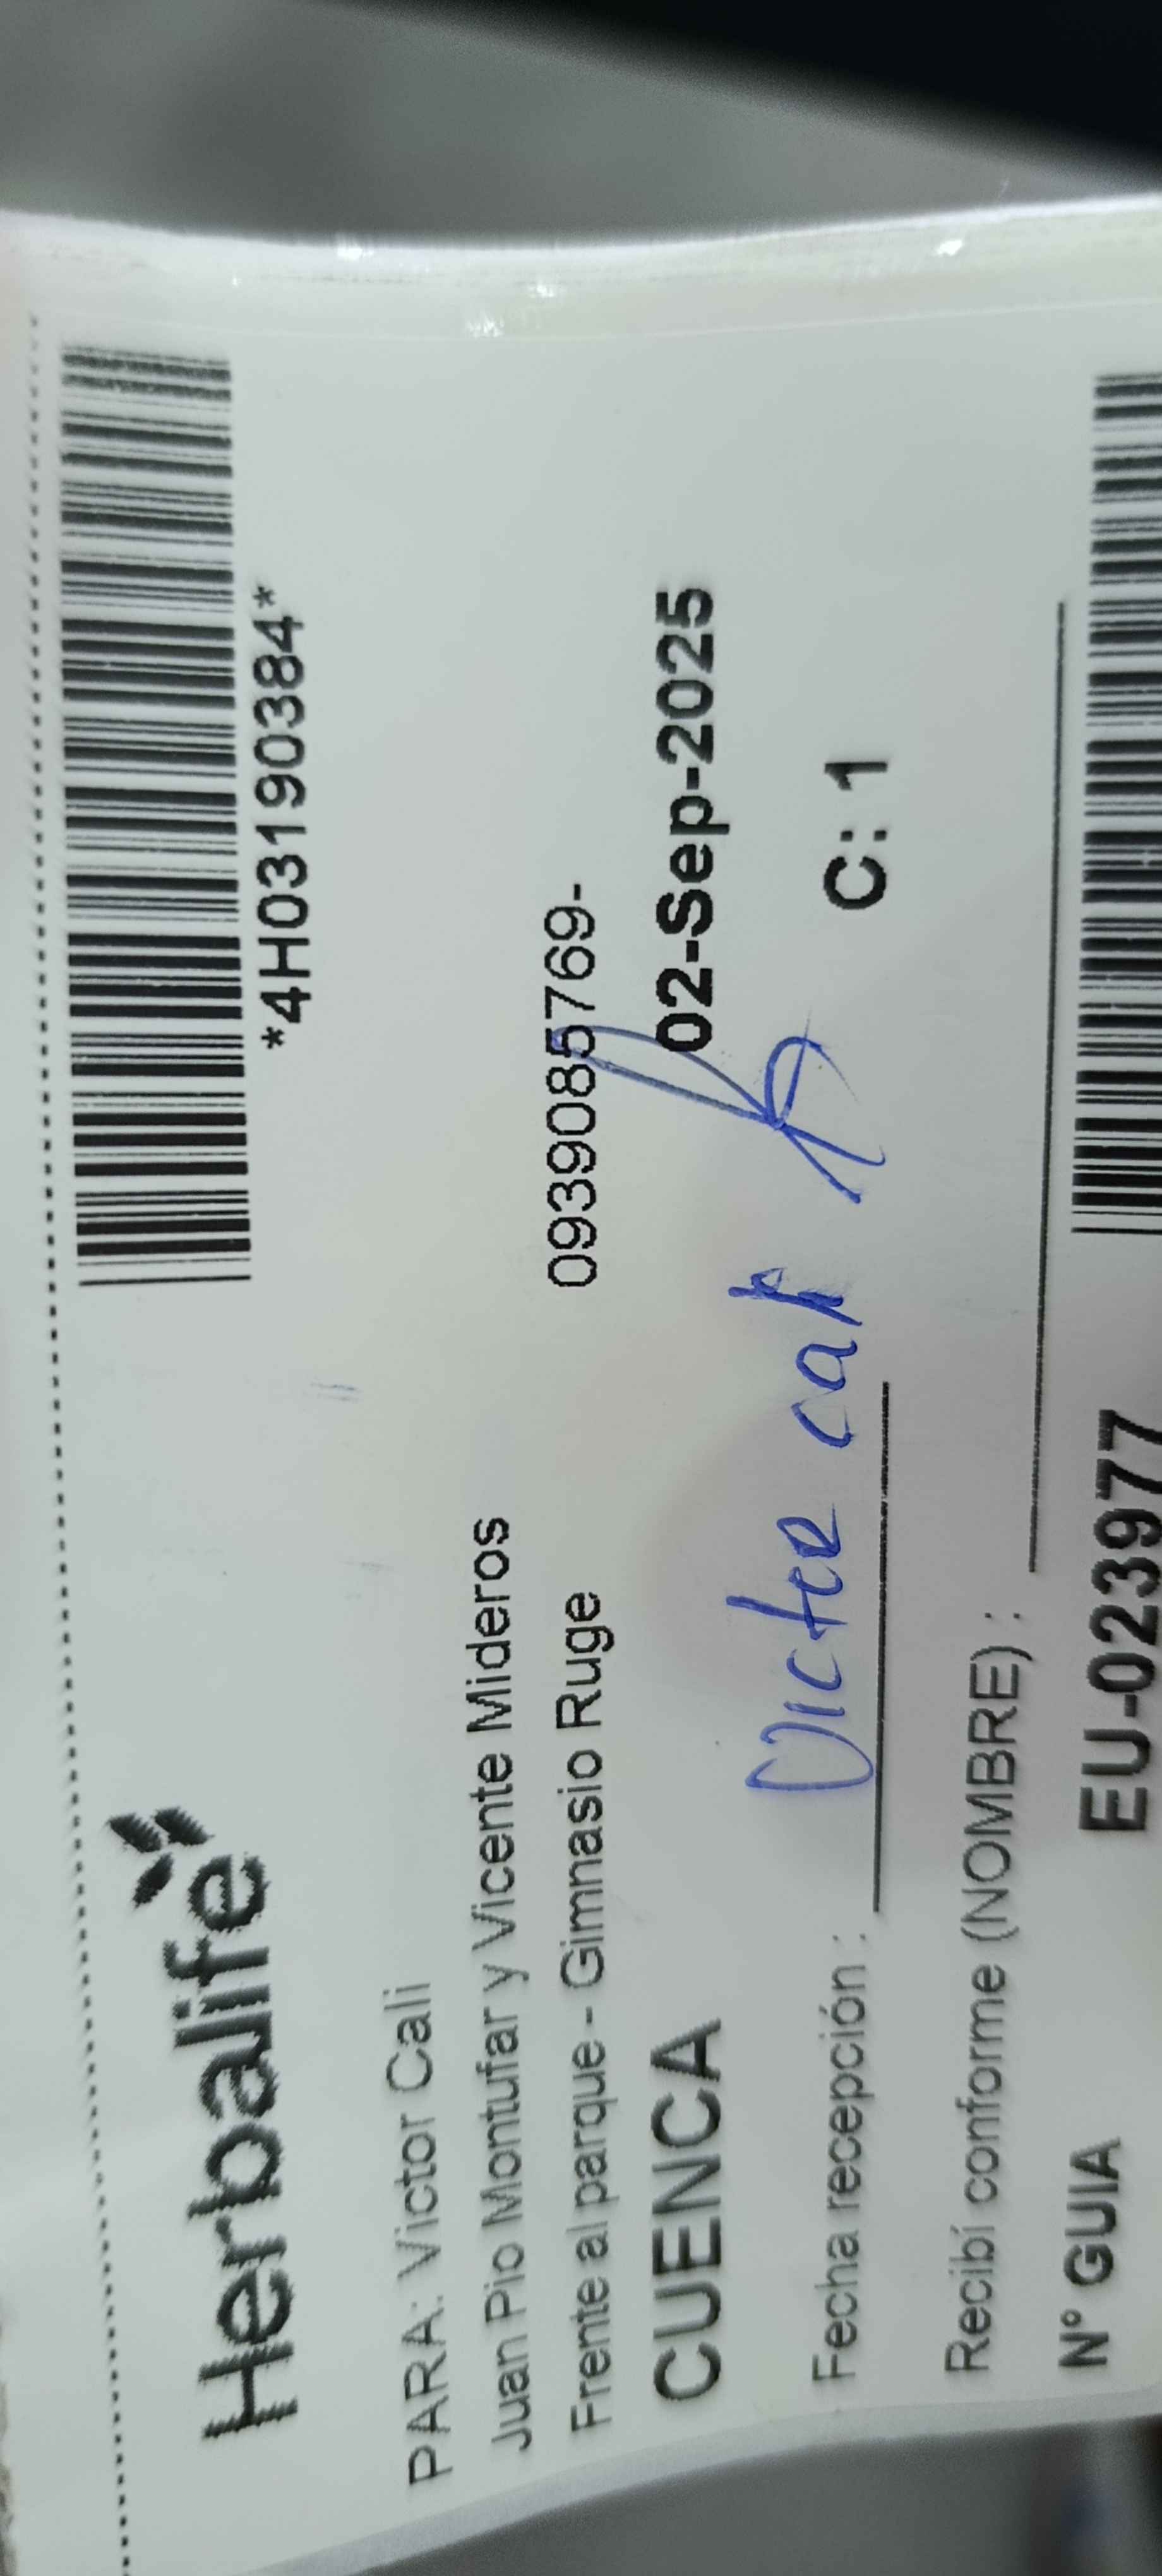 Herbalife
*4H03190384*
PARA: Victor Cali
Juan Pio Montufar y Vicente Mideros
Frente al parque - Gimnasio Ruge
0939085769-
CUENCA
02-Sep-2025
Victor cali
Fecha recepción :
C: 1
Recibí conforme (NOMBRE) :
N° GUIA
EU-023977